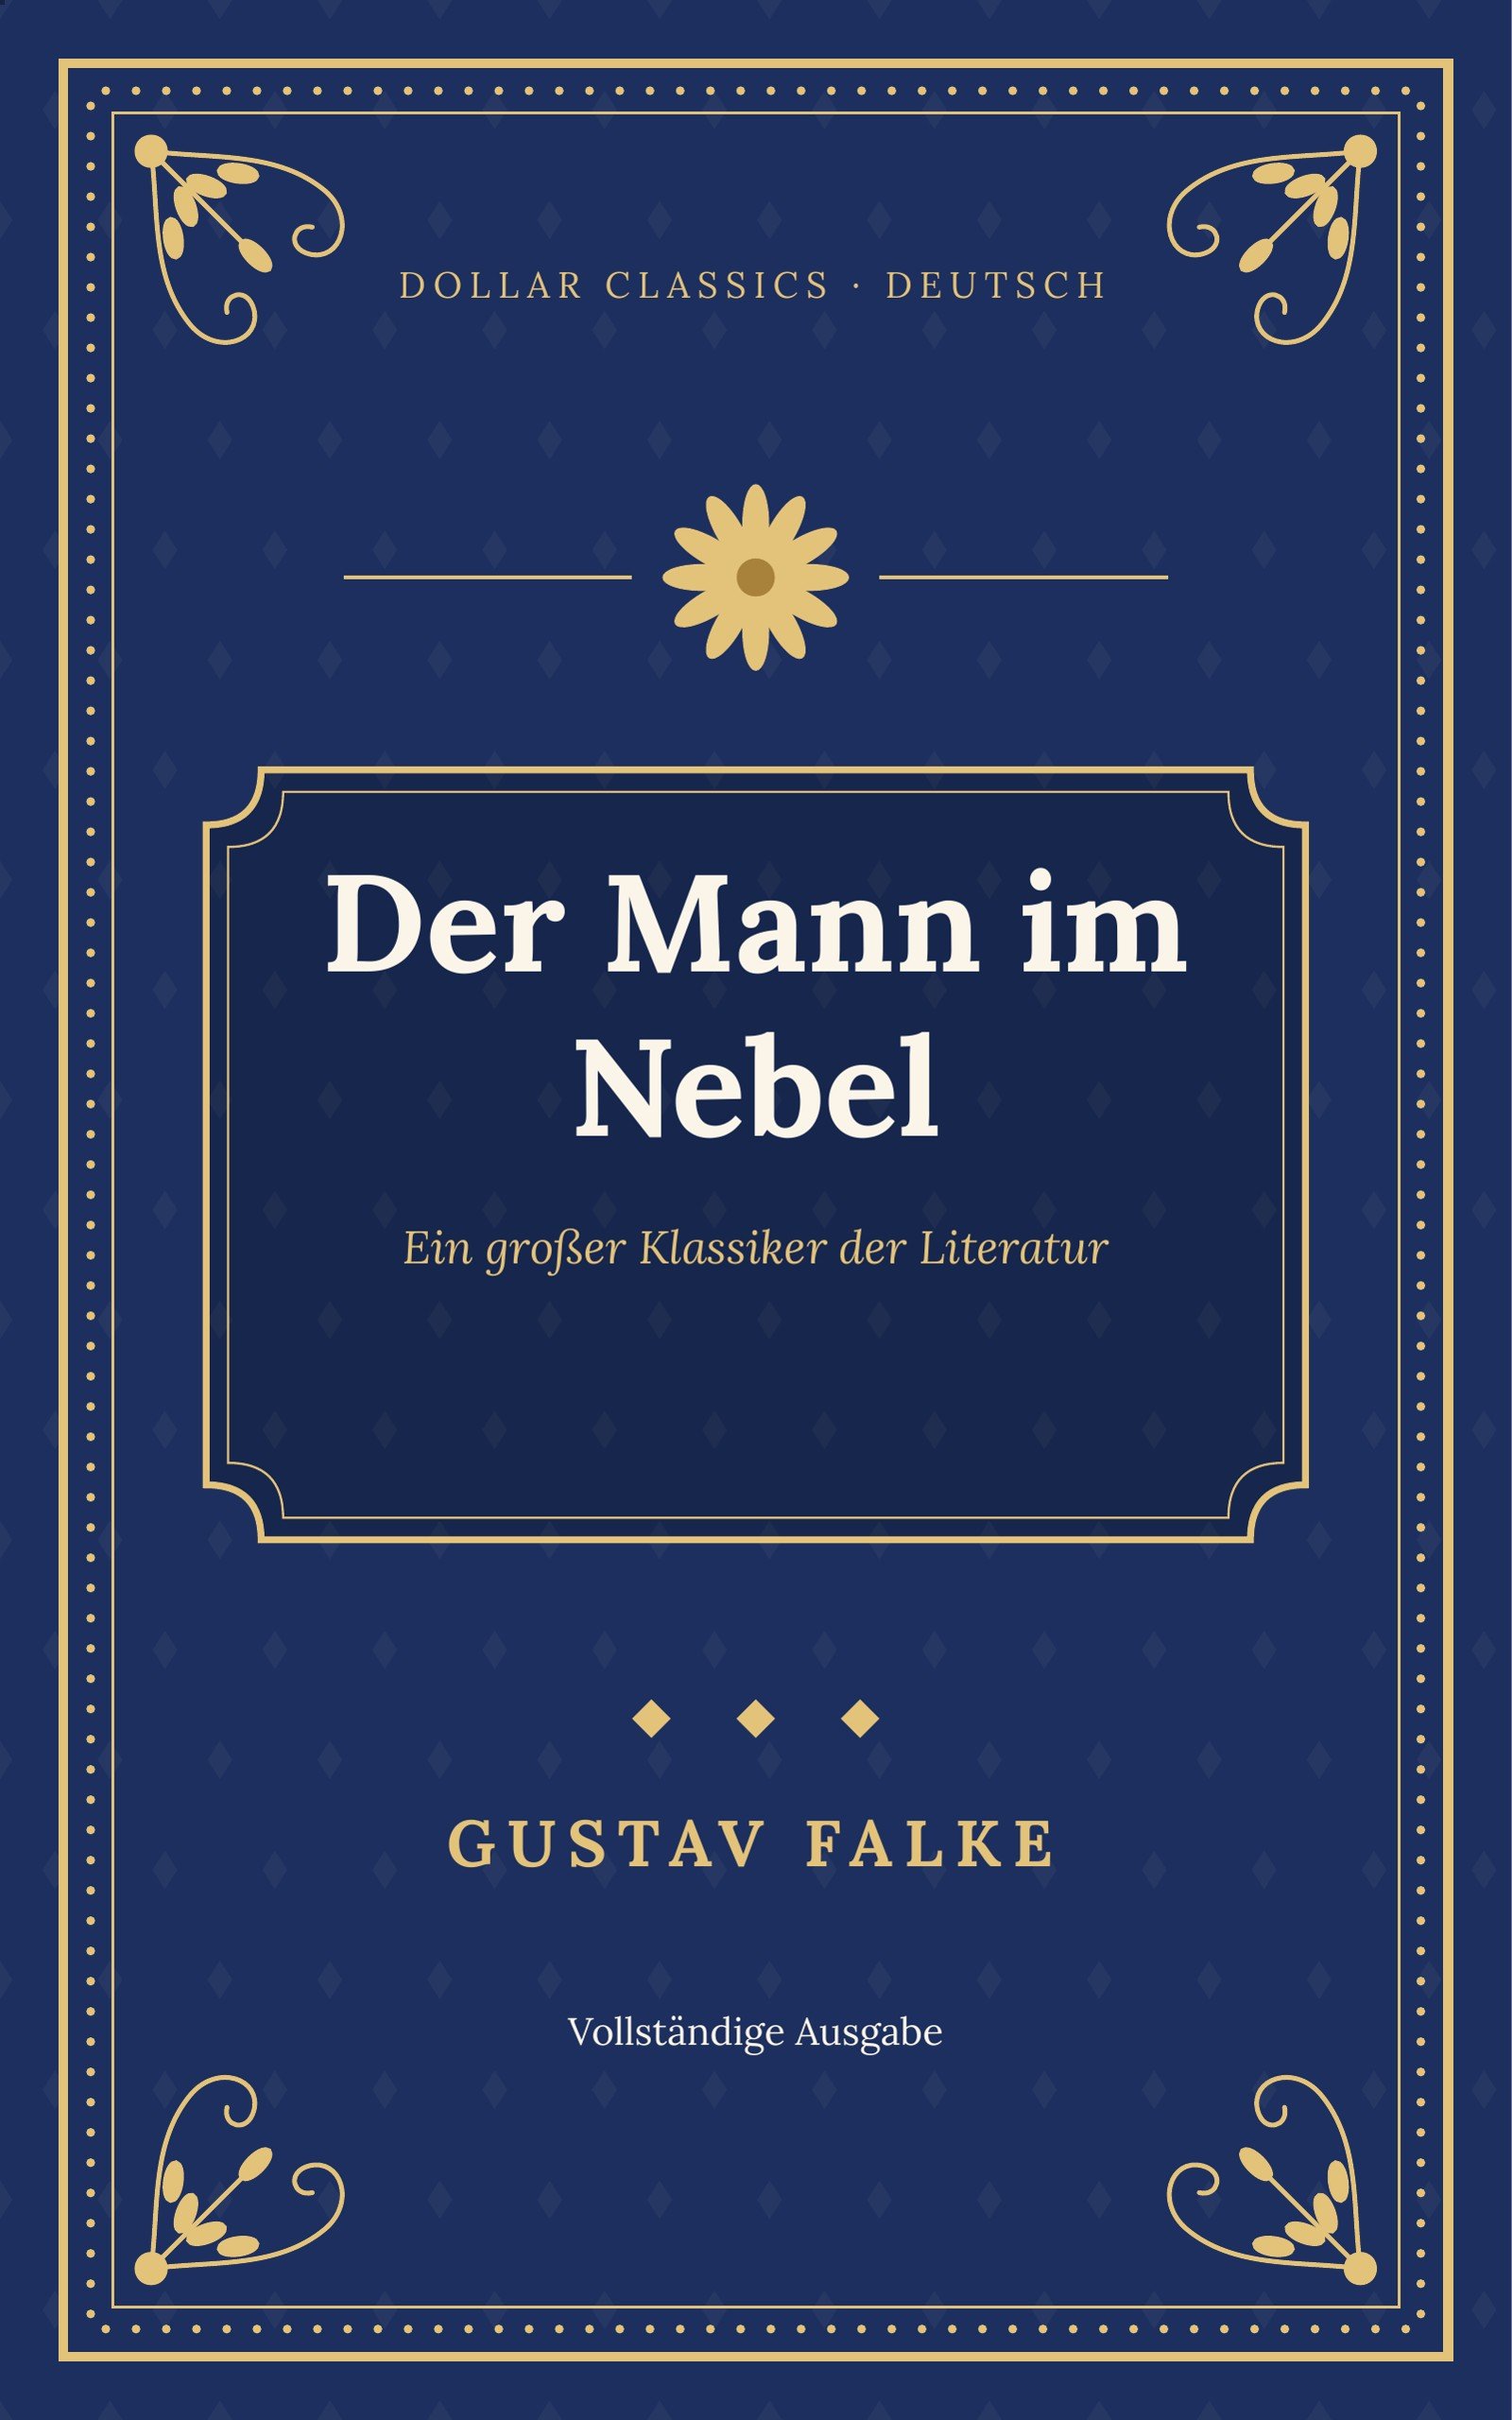 DOLLAR CLASSICS · DEUTSCH
Der Mann im
Nebel
Ein großer Klassiker der Literatur
GUSTAV FALKE
Vollständige Ausgabe